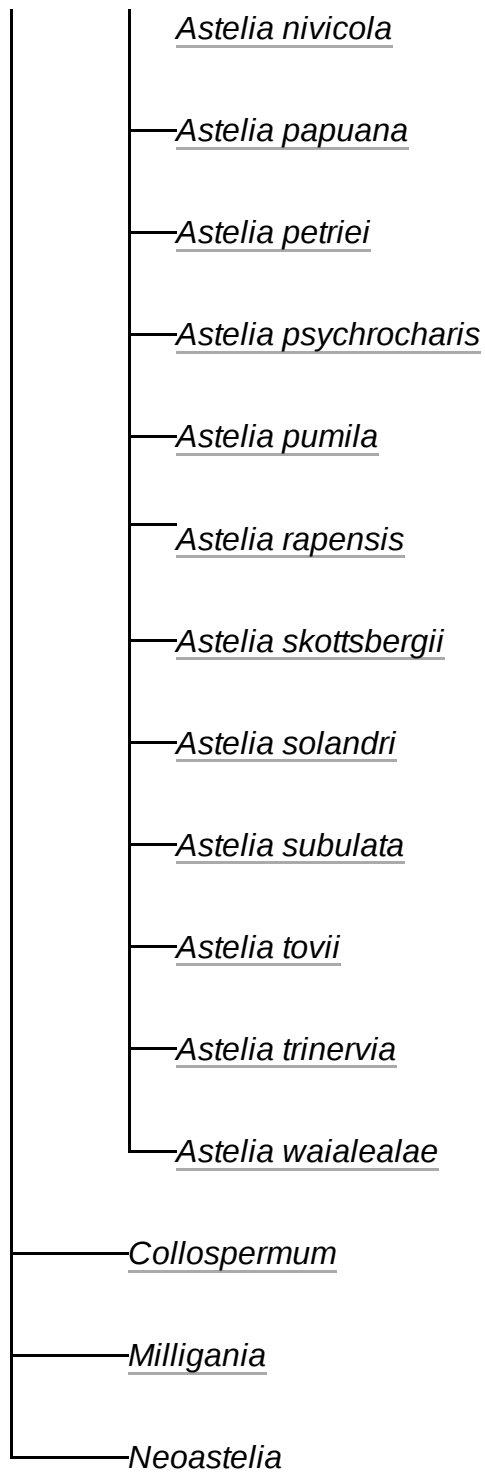 Astelia nivicola
Astelia papuana
Astelia petriei
Astelia psychrocharis
Astelia pumila
Astelia rapensis
Astelia skottsbergii
Astelia solandri
Astelia subulata
Astelia tovii
Astelia trinervia
Astelia waialealae
Collospermum
Milligania
Neoastelia